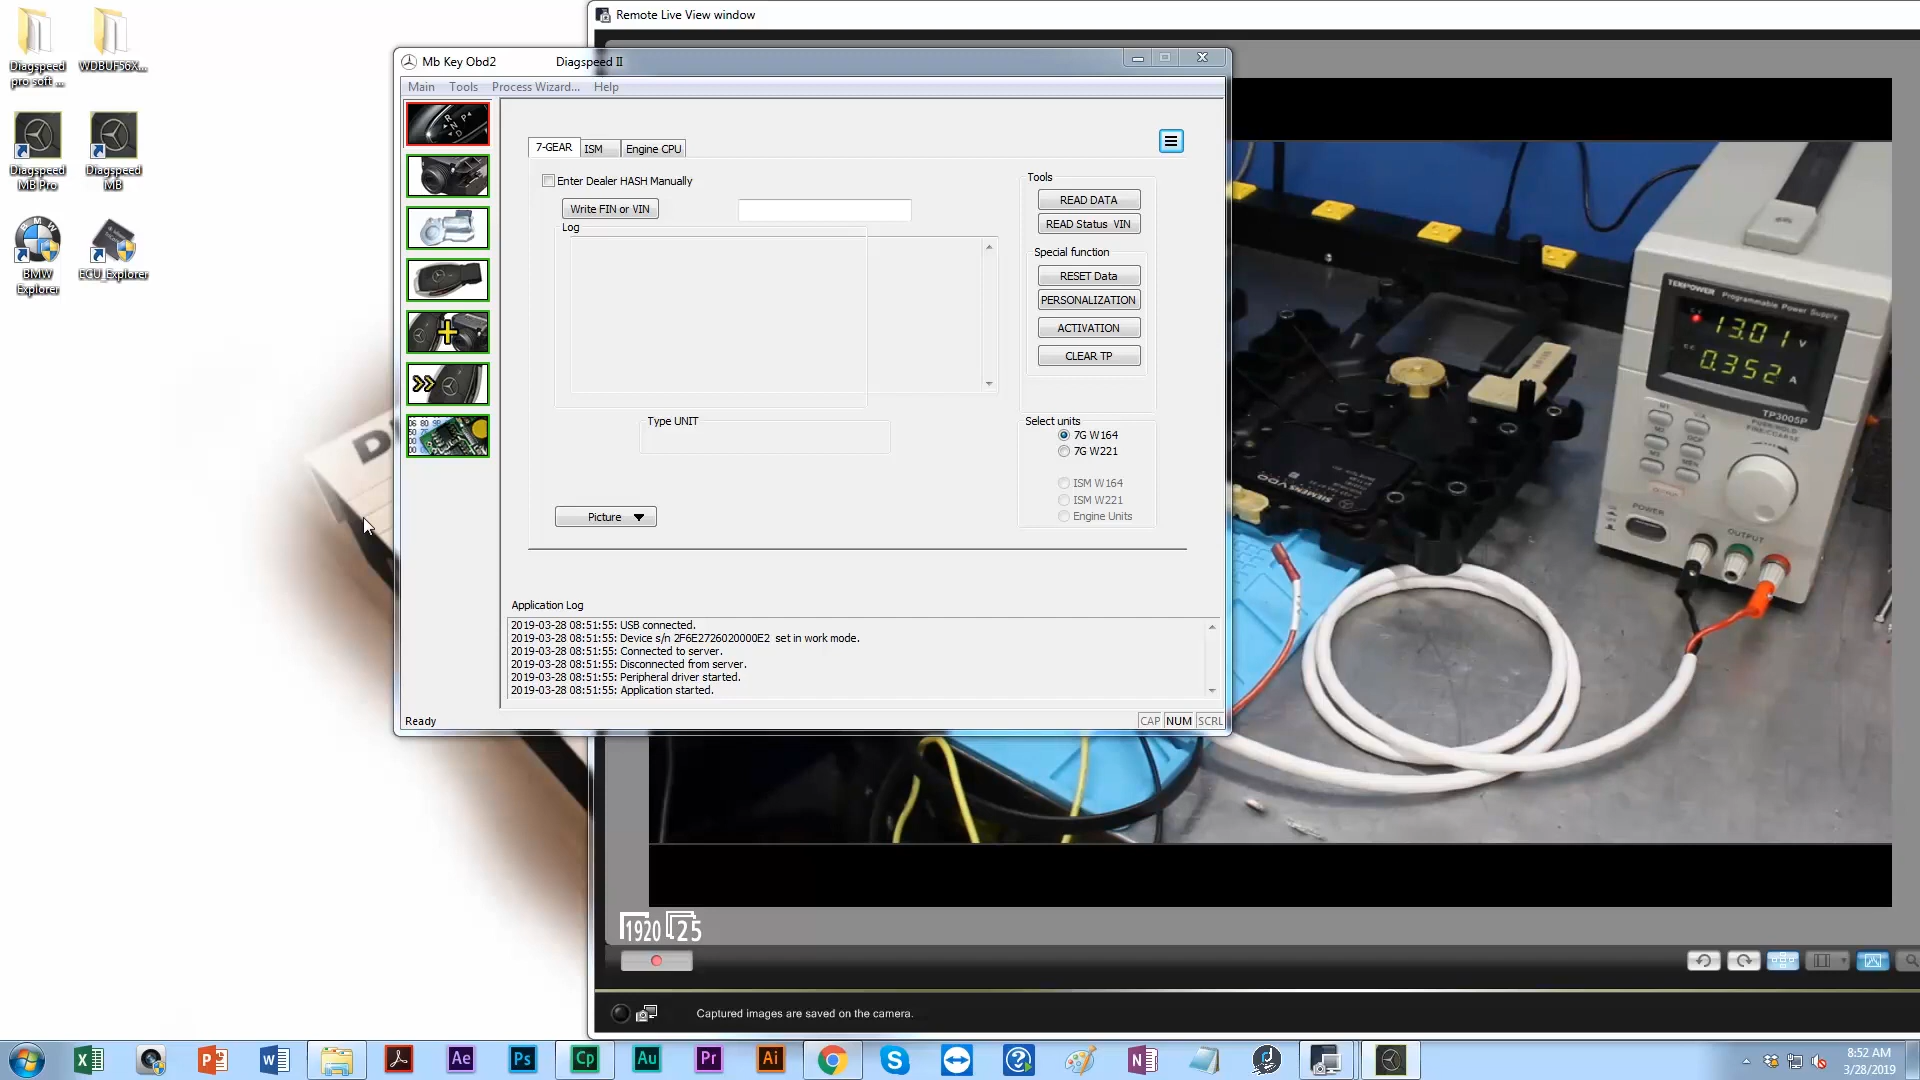 Diagspeed
pro soft ...
WDBUF56X...
Diagspeed
MB Pro
Diagspeed
MB
BMW
Explorer
ECU_Explorer
Remote Live View window
Mb Key Obd2
Diagspeed II
Main
Tools
Process Wizard...
Help
7-GEAR
ISM
Engine CPU
Enter Dealer HASH Manually
Write FIN or VIN
Log
Type UNIT
Picture
Tools
READ DATA
READ Status VIN
Special function
RESET Data
PERSONALIZATION
ACTIVATION
CLEAR TP
Select units
7G W164
7G W221
ISM W164
ISM W221
Engine Units
Application Log
2019-03-28 08:51:55: USB connected.
2019-03-28 08:51:55: Device s/n 2F6E2726020000E2 set in work mode.
2019-03-28 08:51:55: Connected to server.
2019-03-28 08:51:55: Disconnected from server.
2019-03-28 08:51:55: Peripheral driver started.
2019-03-28 08:51:55: Application started.
Ready
CAP
NUM
SCRL
TEKPOWER Programmable Power Supply
13.01 V
0.352 A
TP3005P
POWER
OUTPUT
SIEMENS VDO
1920
25
Captured images are saved on the camera.
8:52 AM
3/28/2019